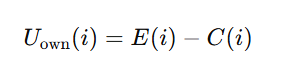 U_own(i) = E(i) − C(i)